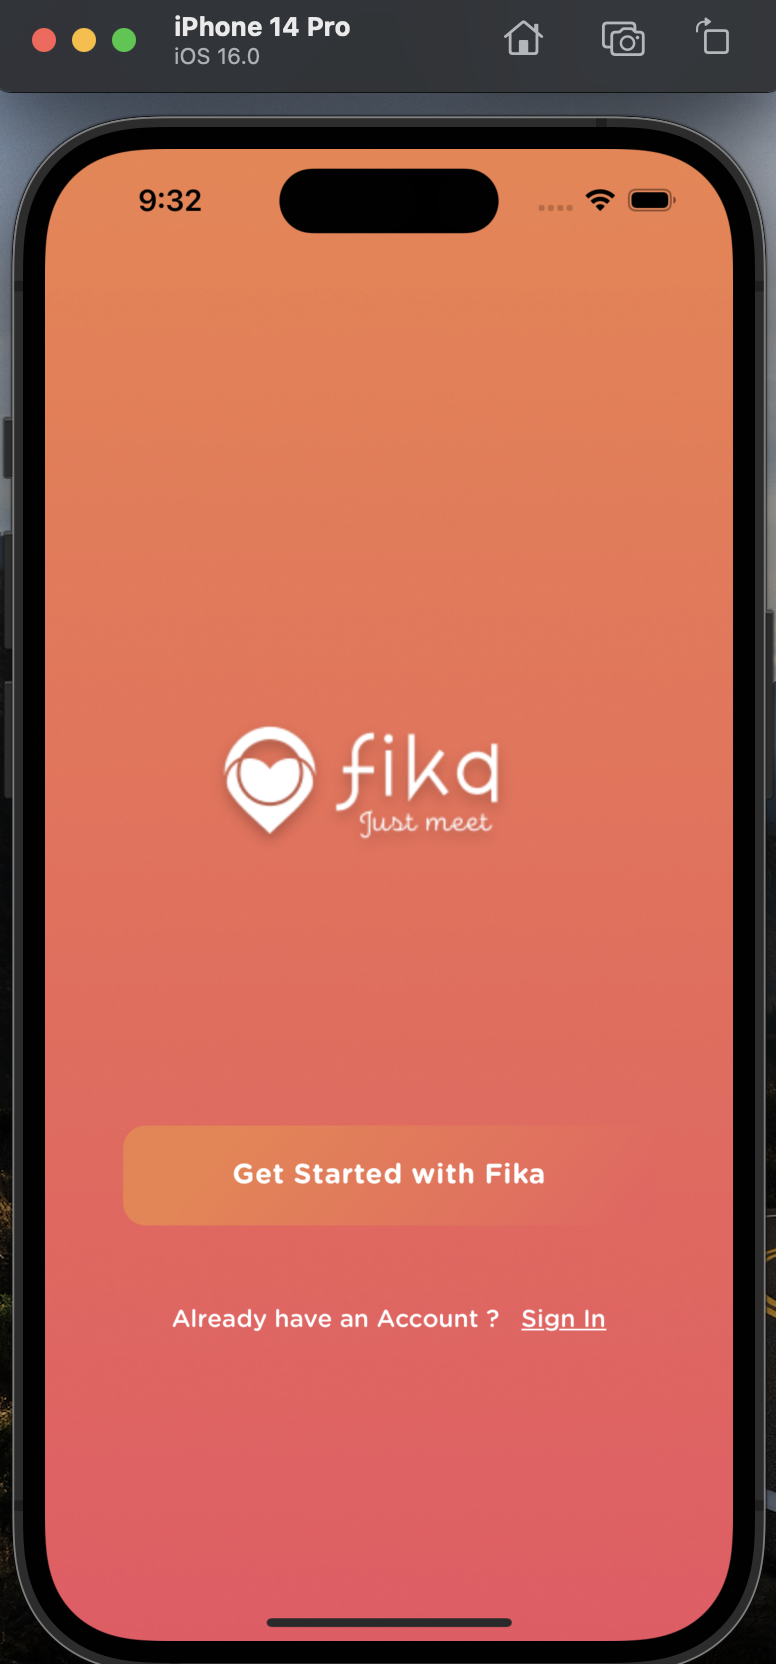 iPhone 14 Pro
iOS 16.0
9:32
fika
Just meet
Get Started with Fika
Already have an Account ? Sign In